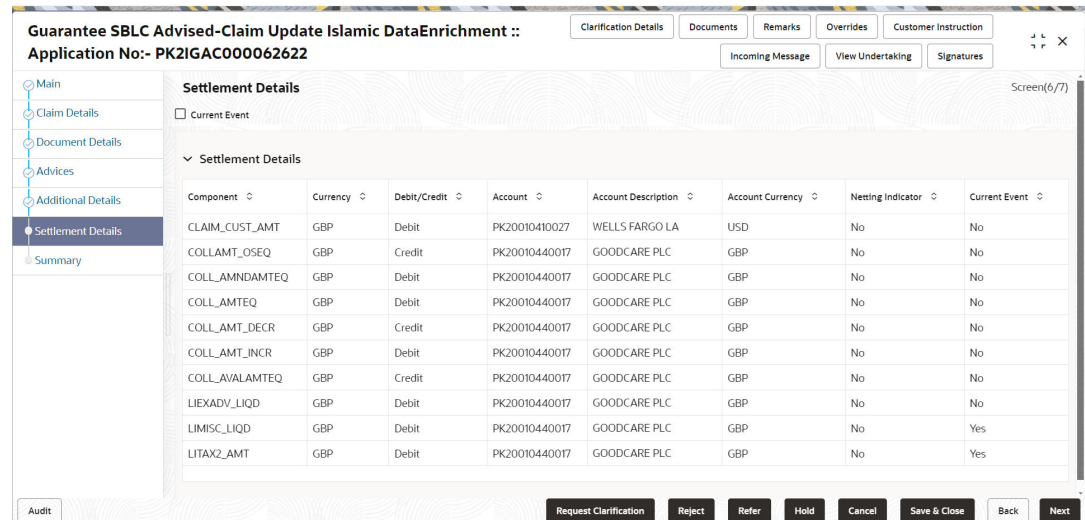 Guarantee SBLC Advised-Claim Update Islamic DataEnrichment ::
Application No:- PK2IGAC000062622
Clarification Details Documents Remarks Overrides Customer Instruction
Incoming Message View Undertaking Signatures
Main
Claim Details
Document Details
Advices
Additional Details
Settlement Details
Summary
Settlement Details Screen(6/7)
Current Event
Settlement Details
Component Currency Debit/Credit Account Account Description Account Currency Netting Indicator Current Event
CLAIM_CUST_AMT GBP Debit PK20010410027 WELLS FARGO LA USD No No
COLLAMT_OSEQ GBP Credit PK20010440017 GOODCARE PLC GBP No No
COLL_AMNDAMTEQ GBP Debit PK20010440017 GOODCARE PLC GBP No No
COLL_AMTEQ GBP Debit PK20010440017 GOODCARE PLC GBP No No
COLL_AMT_DECR GBP Credit PK20010440017 GOODCARE PLC GBP No No
COLL_AMT_INCR GBP Debit PK20010440017 GOODCARE PLC GBP No No
COLL_AVALAMTEQ GBP Credit PK20010440017 GOODCARE PLC GBP No No
LIEXADV_LIQD GBP Debit PK20010440017 GOODCARE PLC GBP No No
LIMISC_LIQD GBP Debit PK20010440017 GOODCARE PLC GBP No Yes
LITAX2_AMT GBP Debit PK20010440017 GOODCARE PLC GBP No Yes
Audit Request Clarification Reject Refer Hold Cancel Save & Close Back Next